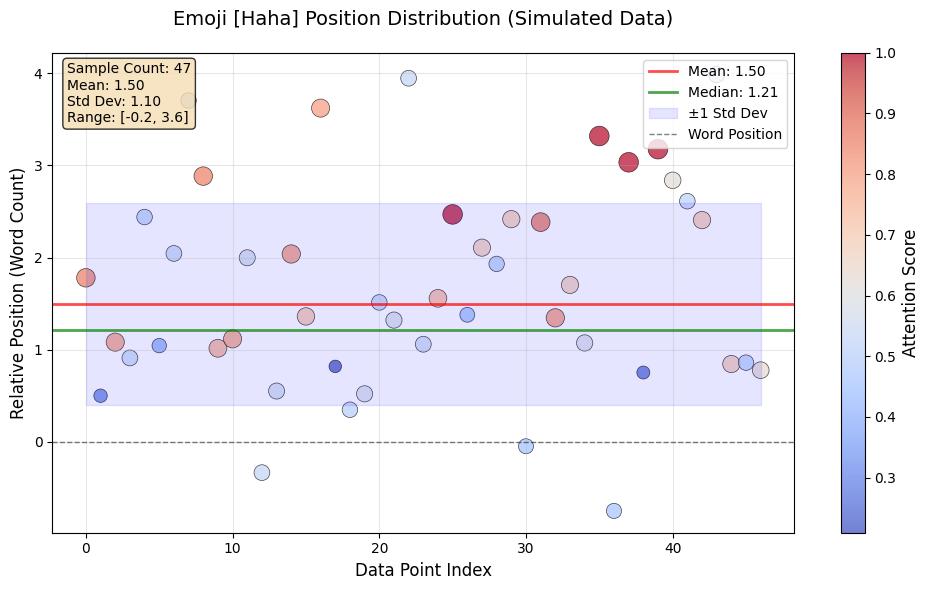 Emoji [Haha] Position Distribution (Simulated Data)
Sample Count: 47
Mean: 1.50
Std Dev: 1.10
Range: [-0.2, 3.6]
Mean: 1.50
Median: 1.21
±1 Std Dev
Word Position
Relative Position (Word Count)
4
3
2
1
0
0
10
20
30
40
Data Point Index
1.0
0.9
0.8
0.7
0.6
0.5
0.4
0.3
Attention Score